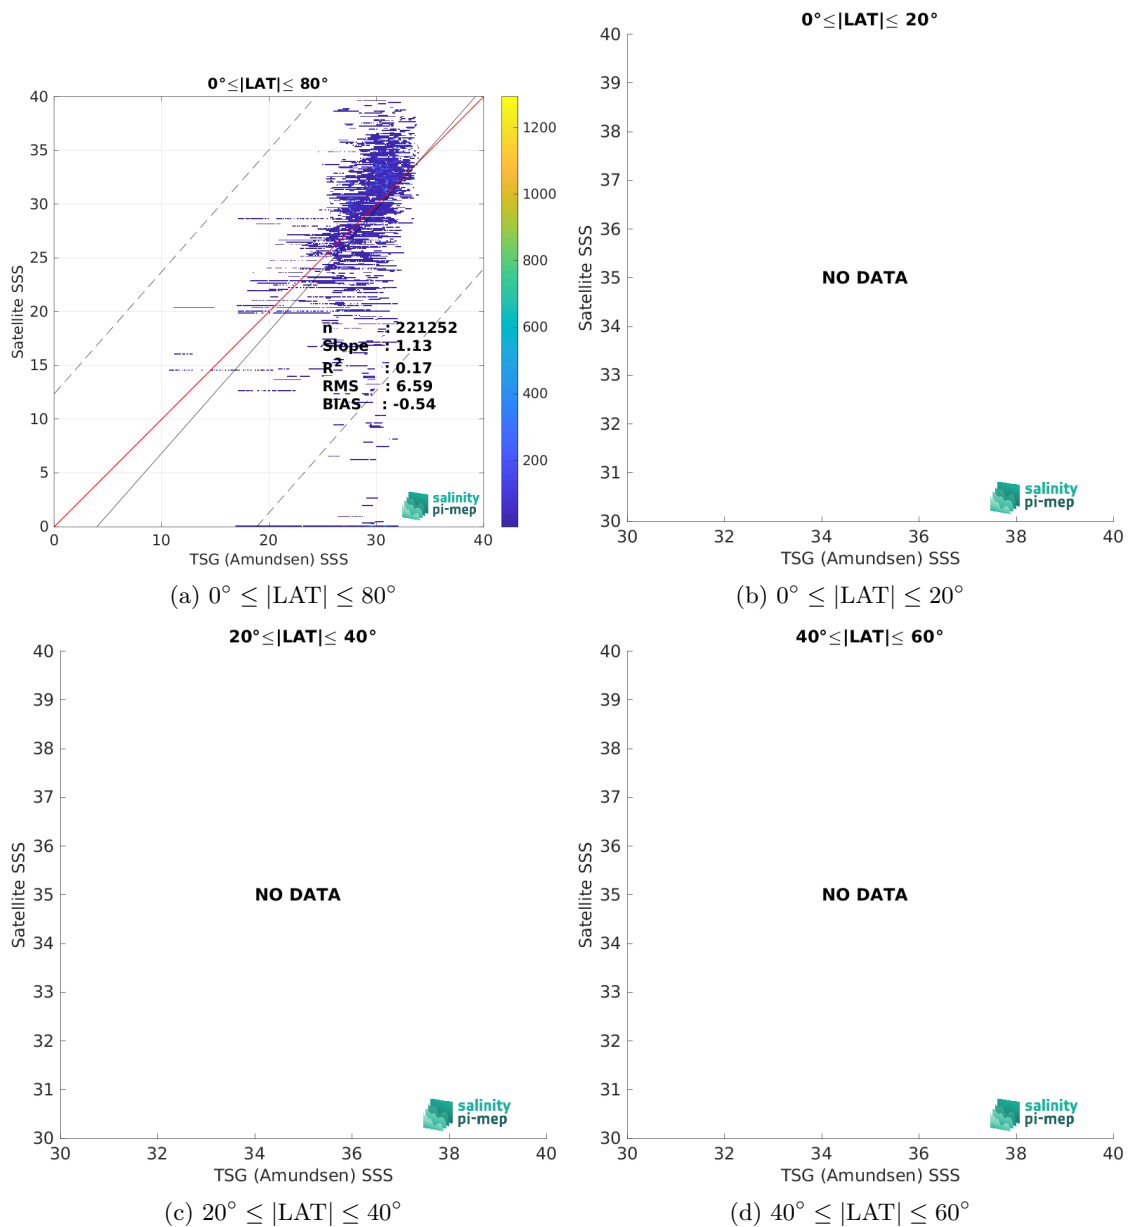 0°≤|LAT|≤ 80°
40
35
30
25
20
15
10
5
0
Satellite SSS
0
10
20
30
40
TSG (Amundsen) SSS
1200
1000
800
600
400
200
n : 221252
Slope : 1.13
R² : 0.17
RMS : 6.59
BIAS : -0.54
salinity
pi-mep
(a) 0° ≤ |LAT| ≤ 80°
0°≤|LAT|≤ 20°
40
39
38
37
36
35
34
33
32
31
30
Satellite SSS
NO DATA
salinity
pi-mep
30
32
34
36
38
40
TSG (Amundsen) SSS
(b) 0° ≤ |LAT| ≤ 20°
20°≤|LAT|≤ 40°
40
39
38
37
36
35
34
33
32
31
30
Satellite SSS
NO DATA
salinity
pi-mep
30
32
34
36
38
40
TSG (Amundsen) SSS
(c) 20° ≤ |LAT| ≤ 40°
40°≤|LAT|≤ 60°
40
39
38
37
36
35
34
33
32
31
30
Satellite SSS
NO DATA
salinity
pi-mep
30
32
34
36
38
40
TSG (Amundsen) SSS
(d) 40° ≤ |LAT| ≤ 60°